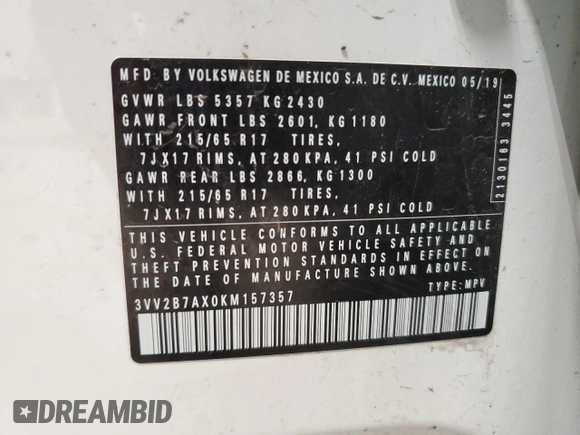 MFD BY VOLKSWAGEN DE MEXICO S.A. DE C.V. MEXICO 05/19
GVWR LBS 5357 KG 2430
GAWR FRONT LBS 2601, KG 1180
WITH 215/65 R17 TIRES,
7JX17 RIMS, AT 280 KPA, 41 PSI COLD
GAWR REAR LBS 2866, KG 1300
WITH 215/65 R17 TIRES,
7JX17 RIMS, AT 280 KPA, 41 PSI COLD
THIS VEHICLE CONFORMS TO ALL APPLICABLE
U.S. FEDERAL MOTOR VEHICLE SAFETY AND
THEFT PREVENTION STANDARDS IN EFFECT ON
THE DATE OF MANUFACTURE SHOWN ABOVE.
3VV2B7AX0KM157357 TYPE: MPV
2130163 3445
DREAMBID